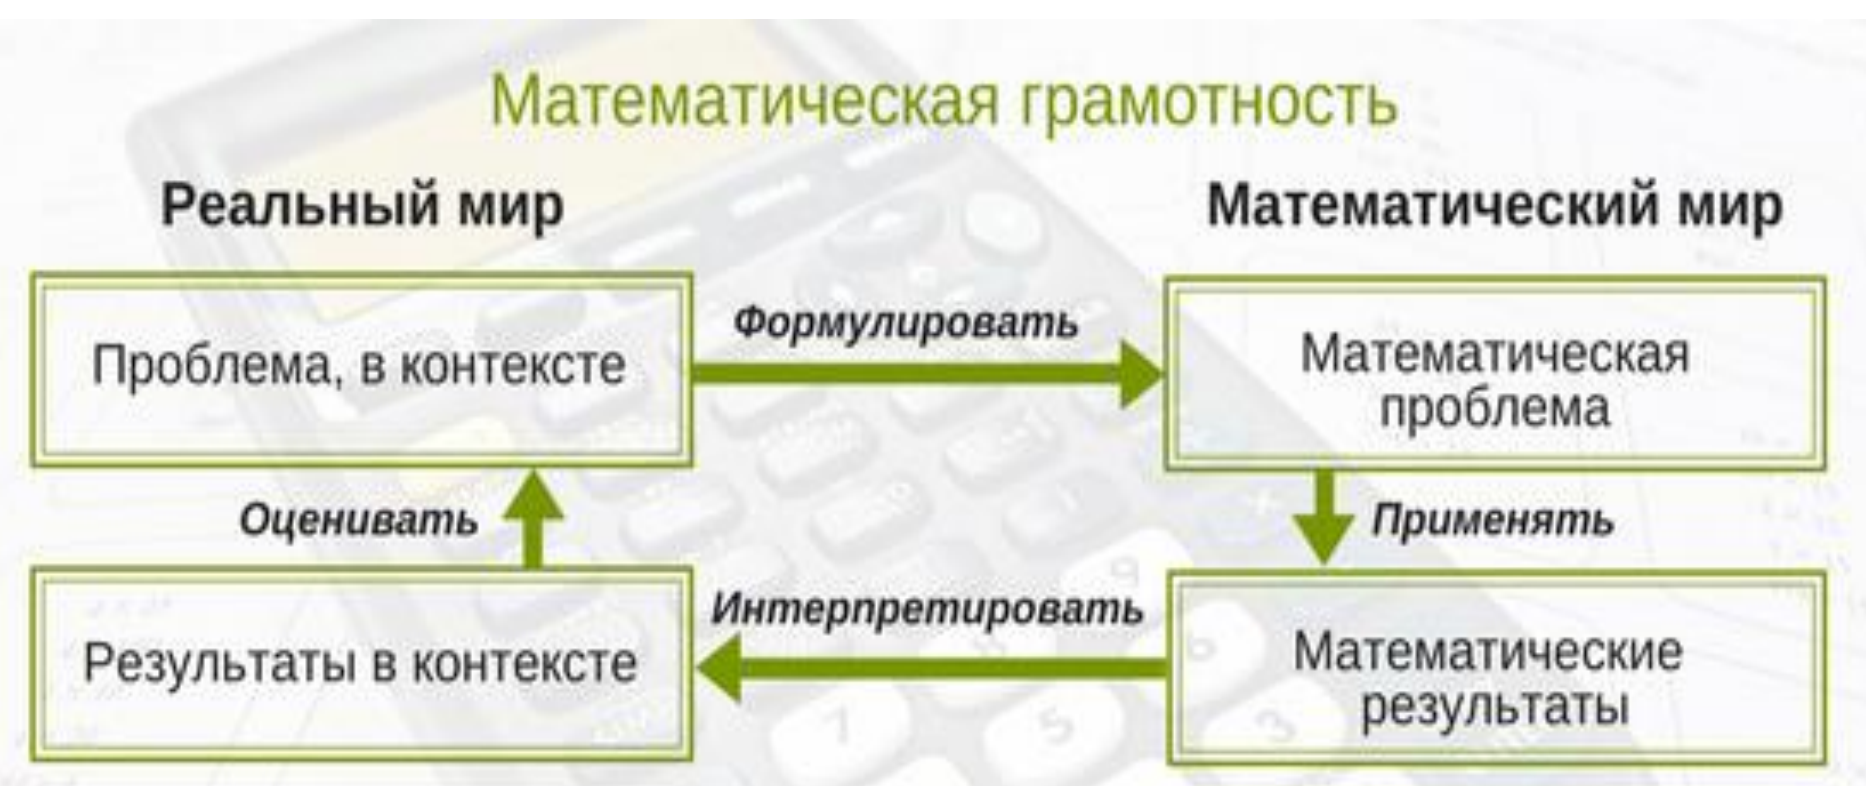 Математическая грамотность
Реальный мир
Математический мир
Проблема, в контексте
Формулировать
Математическая
проблема
Оценивать
Применять
Результаты в контексте
Интерпретировать
Математические
результаты